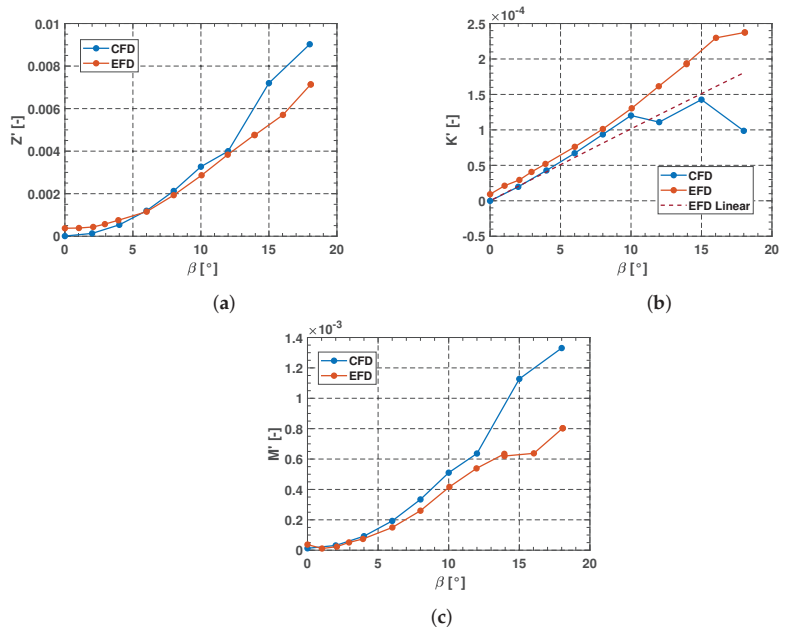 0.01
0.008
0.006
0.004
0.002
0
Z' [-]
CFD
EFD
0 5 10 15 20
β [°]
(a)
×10⁻⁴
2.5
2
1.5
1
0.5
0
-0.5
K' [-]
CFD
EFD
EFD Linear
0 5 10 15 20
β [°]
(b)
×10⁻³
1.4
1.2
1
0.8
0.6
0.4
0.2
0
M' [-]
CFD
EFD
0 5 10 15 20
β [°]
(c)